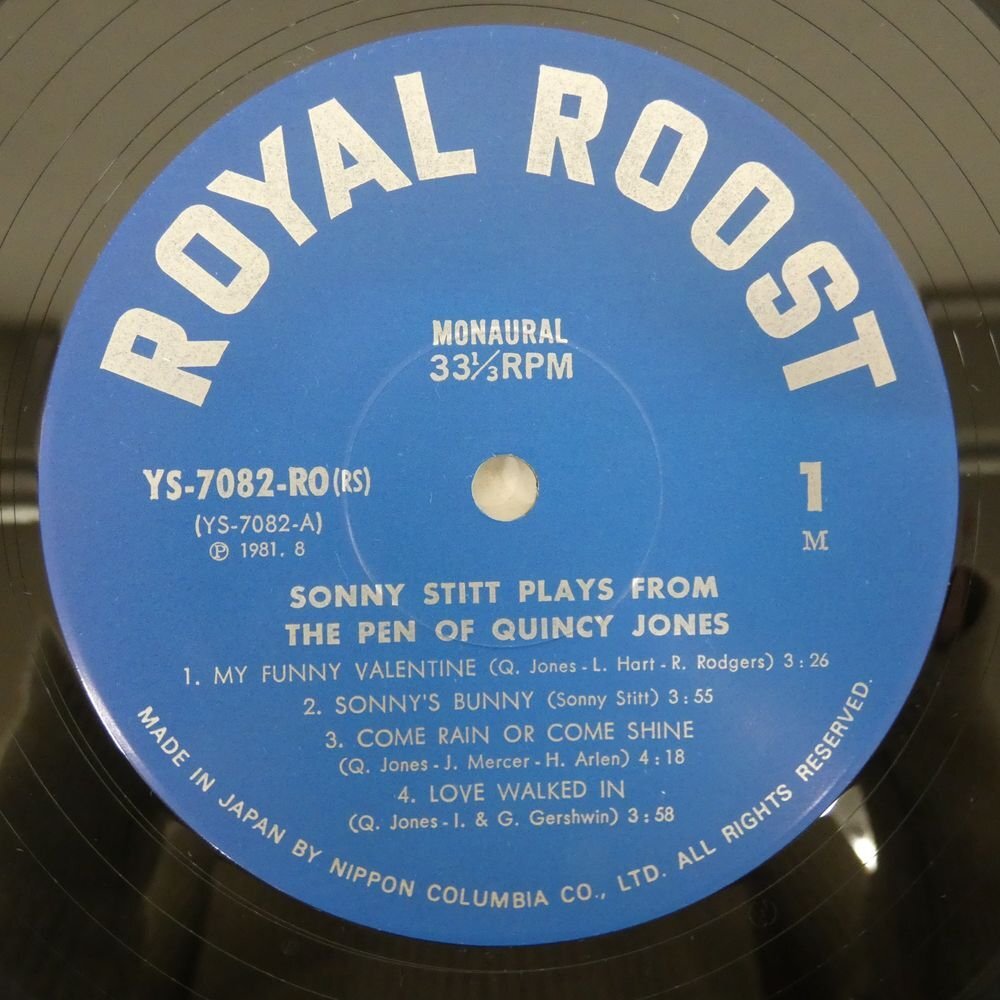 ROYAL ROOST
MONAURAL
33⅓RPM
YS-7082-RO(RS)
(YS-7082-A)
Ⓟ 1981. 8
1
M
SONNY STITT PLAYS FROM
THE PEN OF QUINCY JONES
1. MY FUNNY VALENTINE (Q. Jones-L. Hart-R. Rodgers) 3:26
2. SONNY'S BUNNY (Sonny Stitt) 3:55
3. COME RAIN OR COME SHINE
(Q. Jones-J. Mercer-H. Arlen) 4:18
4. LOVE WALKED IN
(Q. Jones-I. & G. Gershwin) 3:58
MADE IN JAPAN BY NIPPON COLUMBIA CO., LTD. ALL RIGHTS RESERVED.